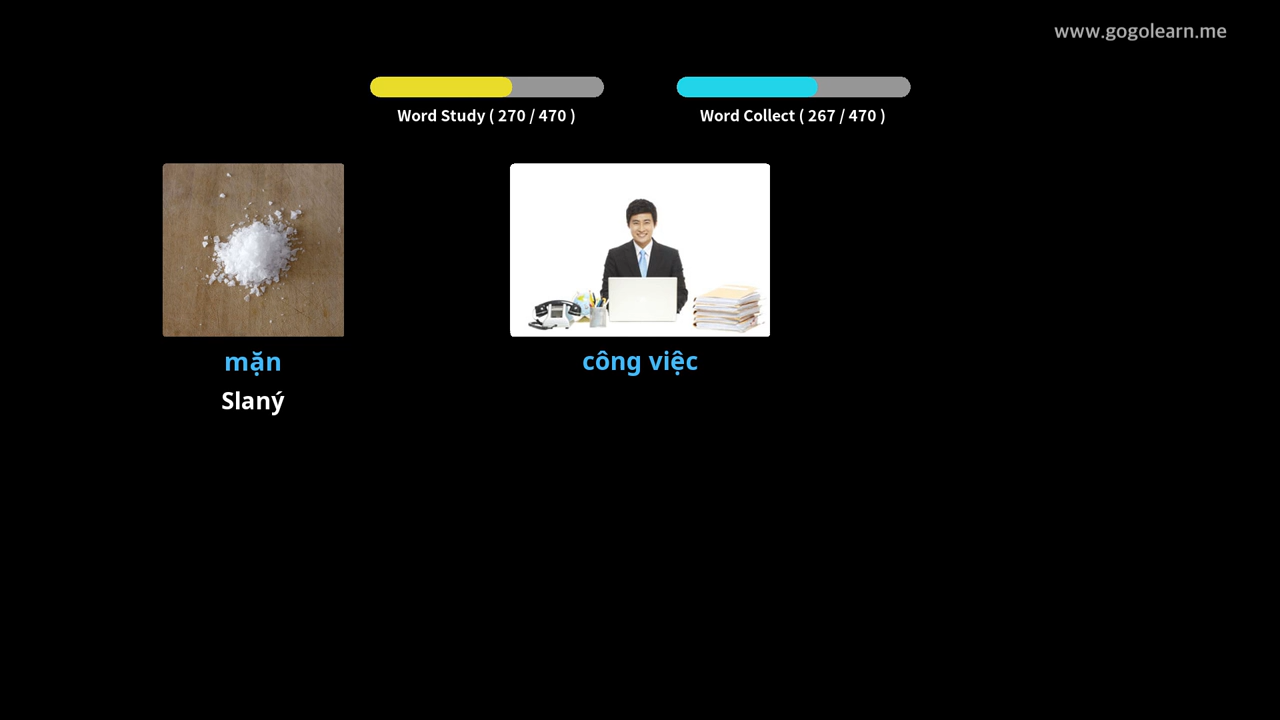 www.gogolearn.me
Word Study ( 270 / 470 )
Word Collect ( 267 / 470 )
mặn
Slaný
công việc